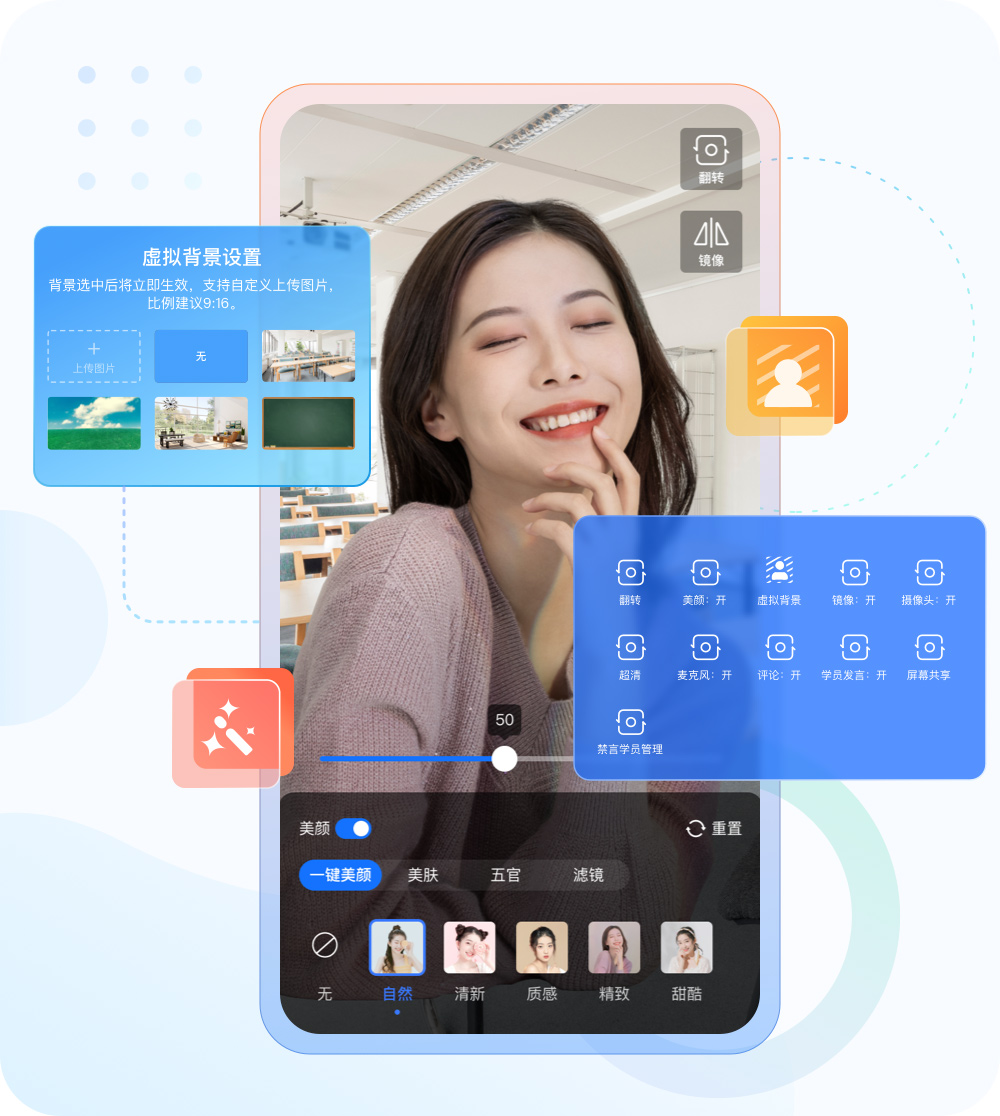 翻转
镜像
虚拟背景设置
背景选中后将立即生效，支持自定义上传图片，
比例建议9:16。
上传图片
无
翻转
美颜：开
虚拟背景
镜像：开
摄像头：开
超清
麦克风：开
评论：开
学员发言：开
屏幕共享
禁言学员管理
50
美颜
重置
一键美颜
美肤
五官
滤镜
无
自然
清新
质感
精致
甜酷